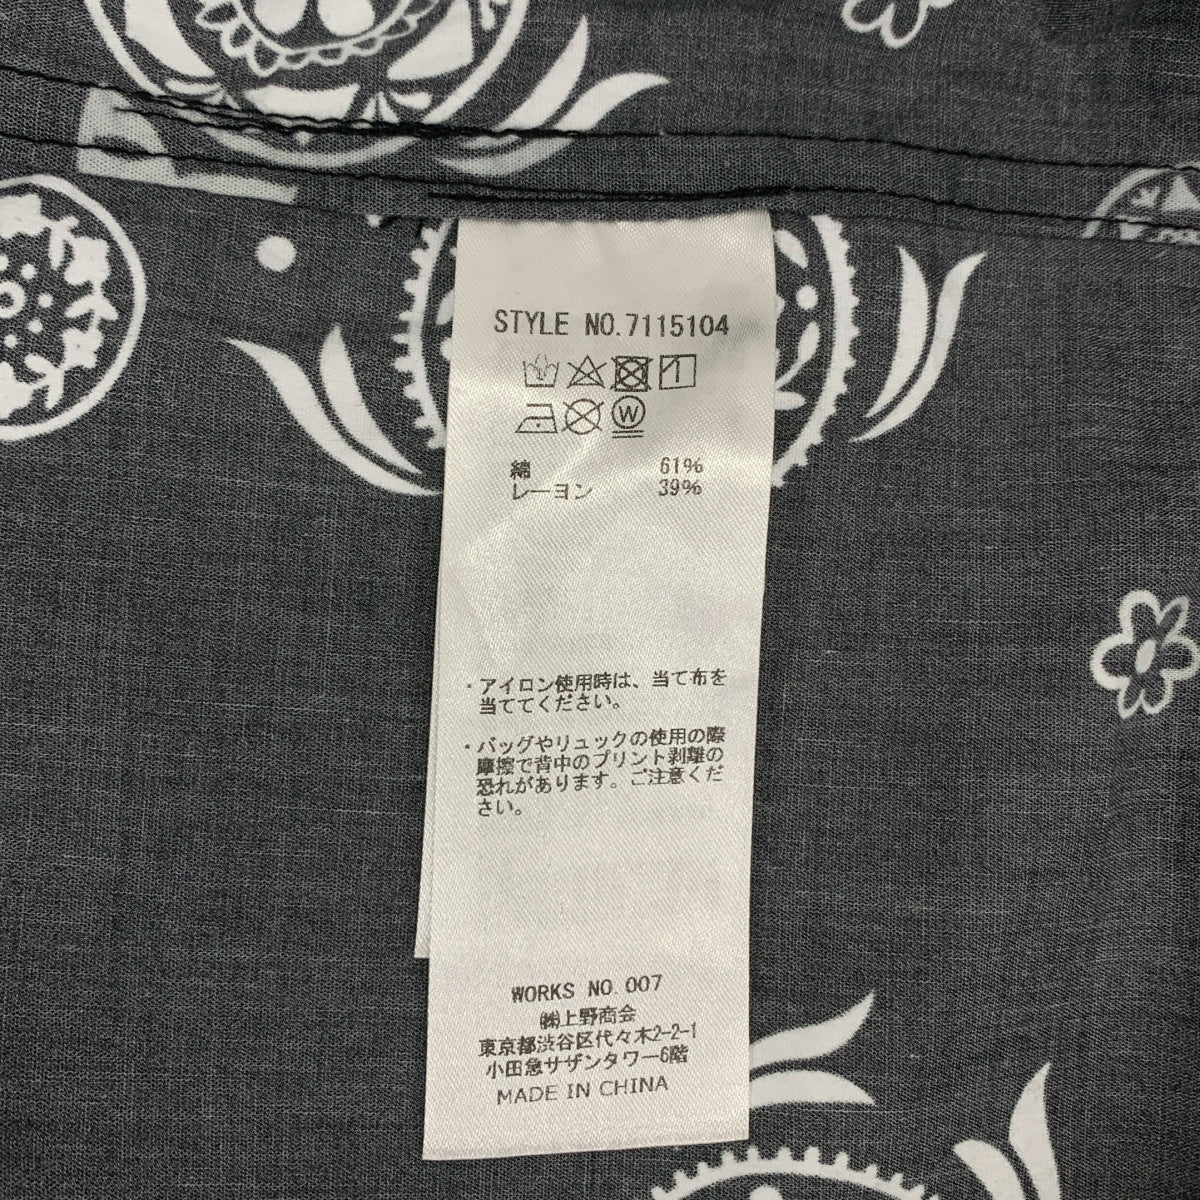 STYLE NO.7115104
W
綿 61%
レーヨン 39%
・アイロン使用時は、当て布を
当ててください。
・バッグやリュックの使用の際
摩擦で背中のプリント剥離の
恐れがあります。ご注意くだ
さい。
WORKS NO.007
㈱上野商会
東京都渋谷区代々木2-2-1
小田急サザンタワー6階
MADE IN CHINA